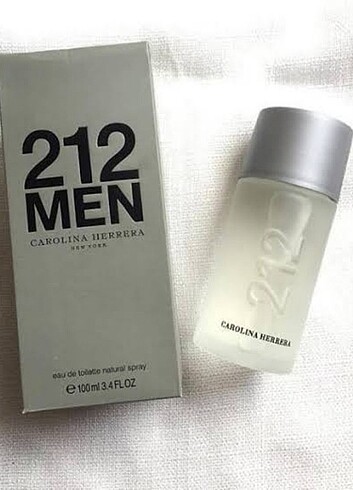 212
MEN
CAROLINA HERRERA
NEW YORK
eau de toilette natural spray
℮ 100 ml 3.4 FL.OZ
212
CAROLINA HERRERA